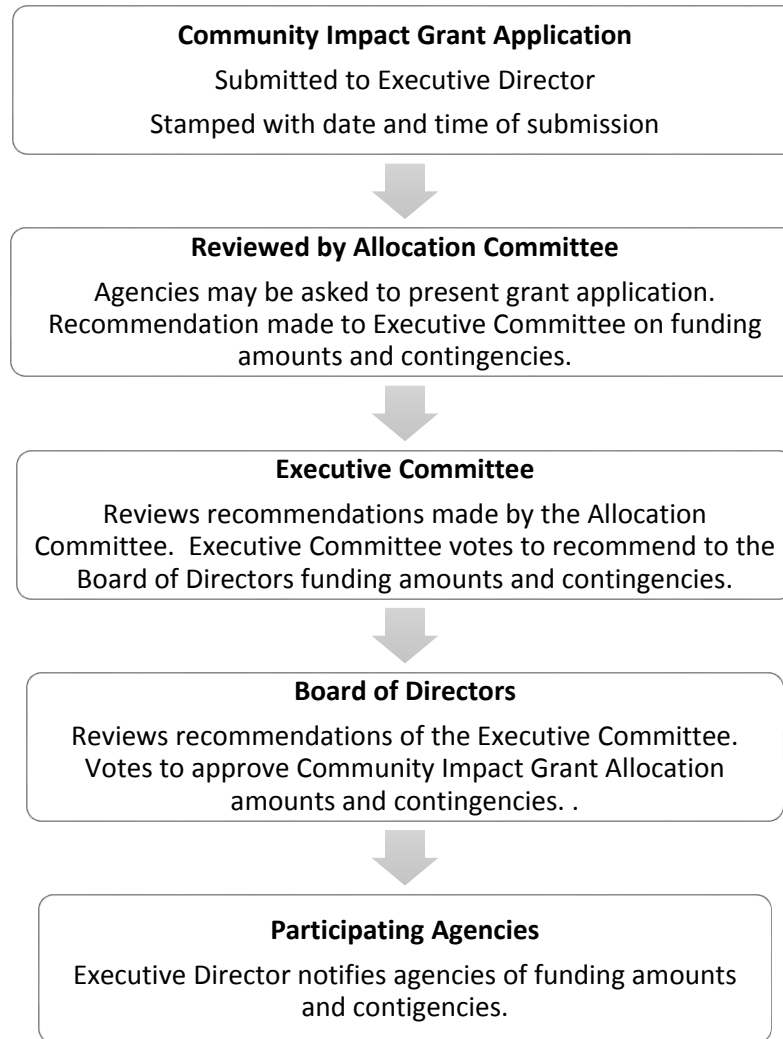 Community Impact Grant Application
Submitted to Executive Director
Stamped with date and time of submission
Reviewed by Allocation Committee
Agencies may be asked to present grant application.
Recommendation made to Executive Committee on funding
amounts and contingencies.
Executive Committee
Reviews recommendations made by the Allocation
Committee.  Executive Committee votes to recommend to the
Board of Directors funding amounts and contingencies.
Board of Directors
Reviews recommendations of the Executive Committee.
Votes to approve Community Impact Grant Allocation
amounts and contingencies. .
Participating Agencies
Executive Director notifies agencies of funding amounts
and contigencies.